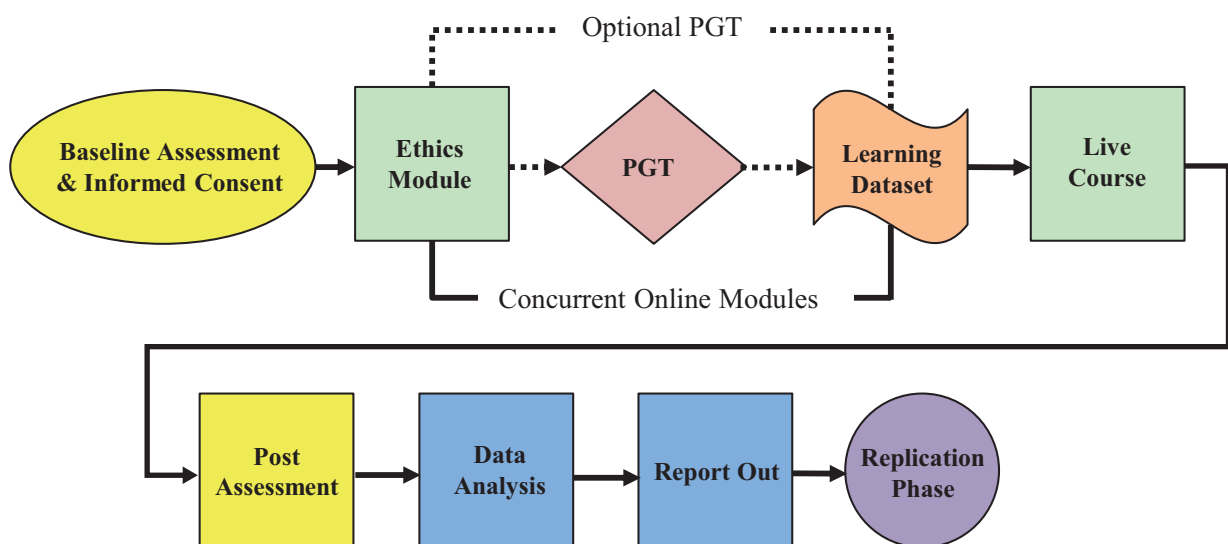 Optional PGT
Baseline Assessment
& Informed Consent
Ethics
Module
PGT
Learning
Dataset
Live
Course
Concurrent Online Modules
Post
Assessment
Data
Analysis
Report Out
Replication
Phase